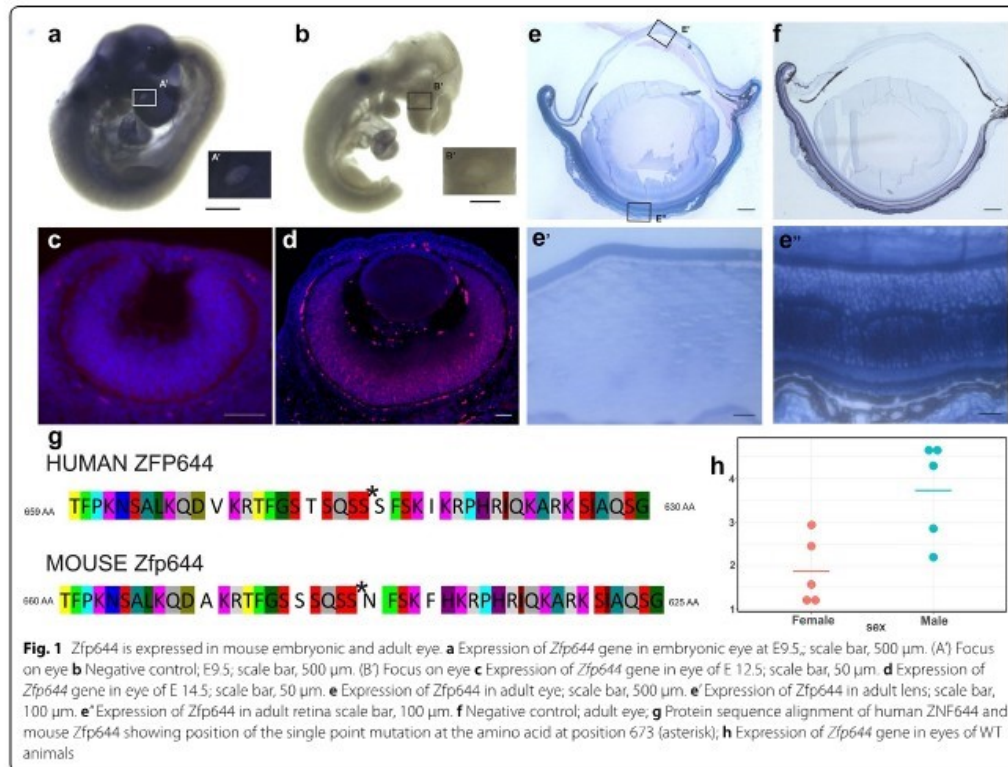 a
A'
A'
b
B'
B'
e
E'
E"
f
c
d
e'
e"
g
HUMAN ZFP644
659 AA TFPKNSALKQD V KRTFGS T SQSS* S FSK I KRPHRIQKARKSIAQSG 630 AA
MOUSE Zfp644
660 AA TFPKNSALKQD A KRTFGS S SQSS* N FSK F HKRPHRIQKARKSIAQSG 625 AA
h
4
3
2
1
Female sex Male
Fig. 1 Zfp644 is expressed in mouse embryonic and adult eye. a Expression of Zfp644 gene in embryonic eye at E9.5,; scale bar, 500 µm. (A′) Focus
on eye b Negative control; E9.5; scale bar, 500 µm. (B′) Focus on eye c Expression of Zfp644 gene in eye of E 12.5; scale bar, 50 µm. d Expression of
Zfp644 gene in eye of E 14.5; scale bar, 50 µm. e Expression of Zfp644 in adult eye; scale bar, 500 µm. e′ Expression of Zfp644 in adult lens; scale bar,
100 µm. e″ Expression of Zfp644 in adult retina scale bar, 100 µm. f Negative control; adult eye; g Protein sequence alignment of human ZNF644 and
mouse Zfp644 showing position of the single point mutation at the amino acid at position 673 (asterisk); h Expression of Zfp644 gene in eyes of WT
animals